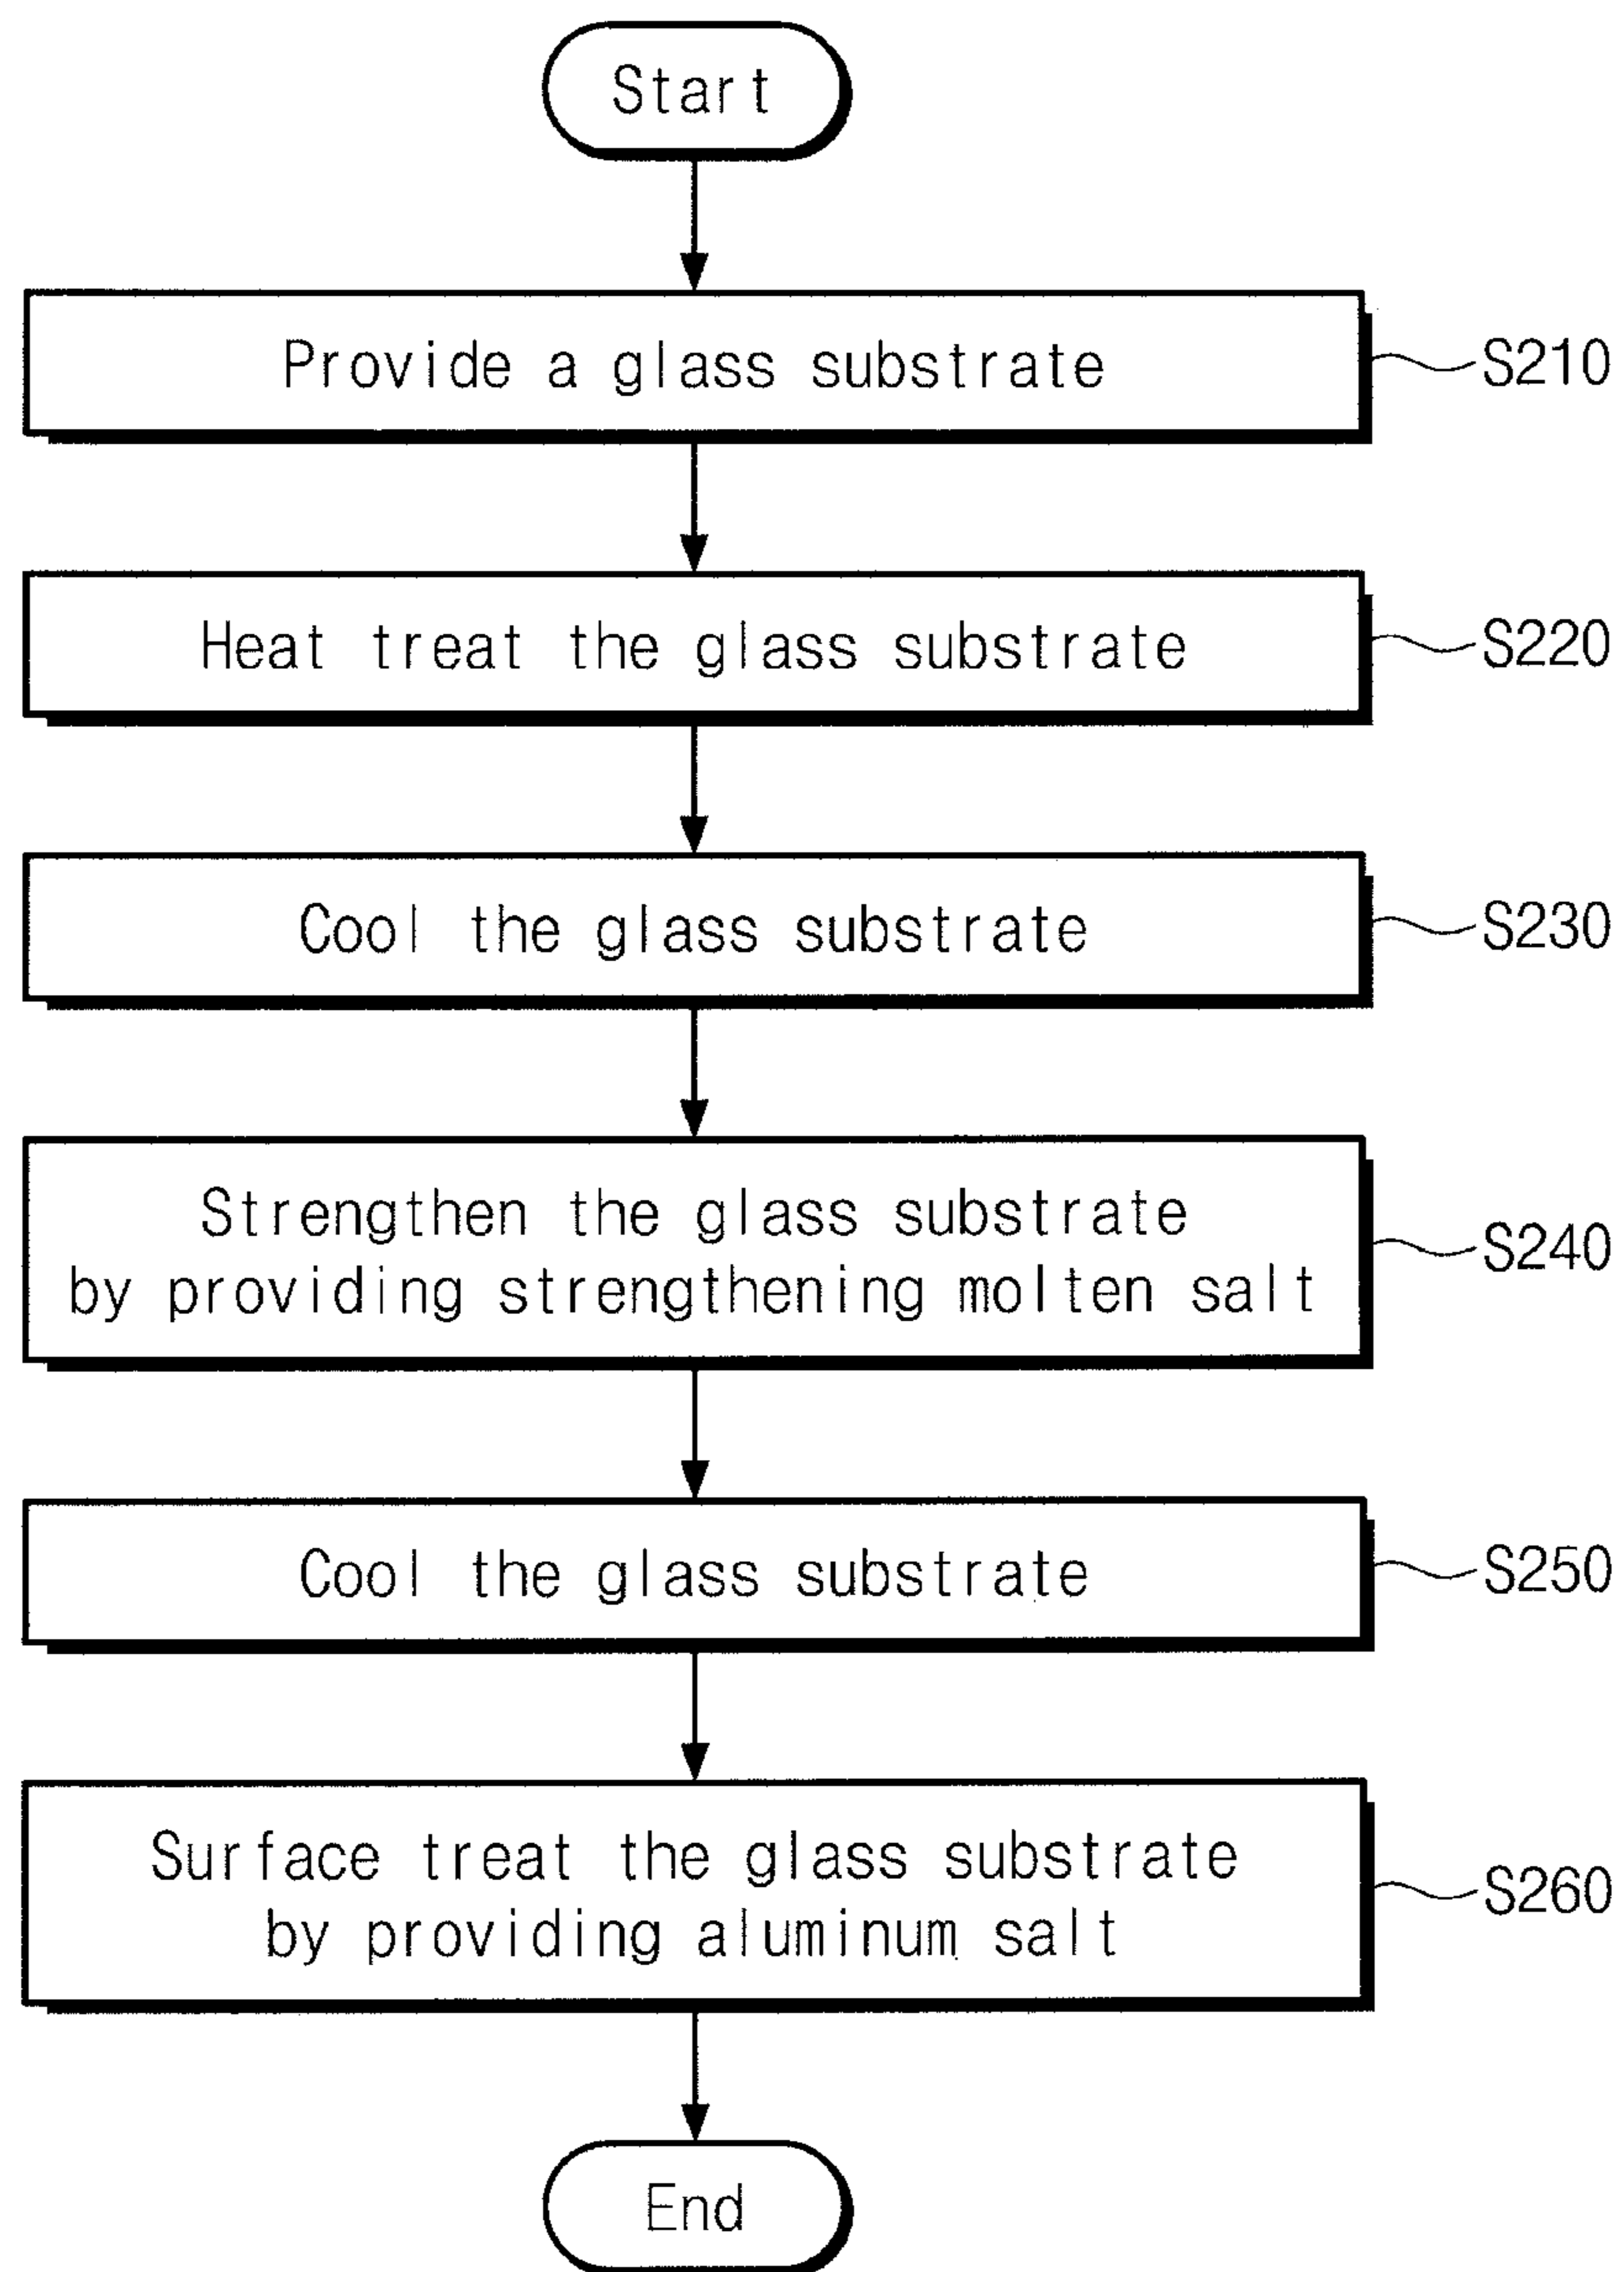 Start
Provide a glass substrate
S210
Heat treat the glass substrate
S220
Cool the glass substrate
S230
Strengthen the glass substrate
by providing strengthening molten salt
S240
Cool the glass substrate
S250
Surface treat the glass substrate
by providing aluminum salt
S260
End